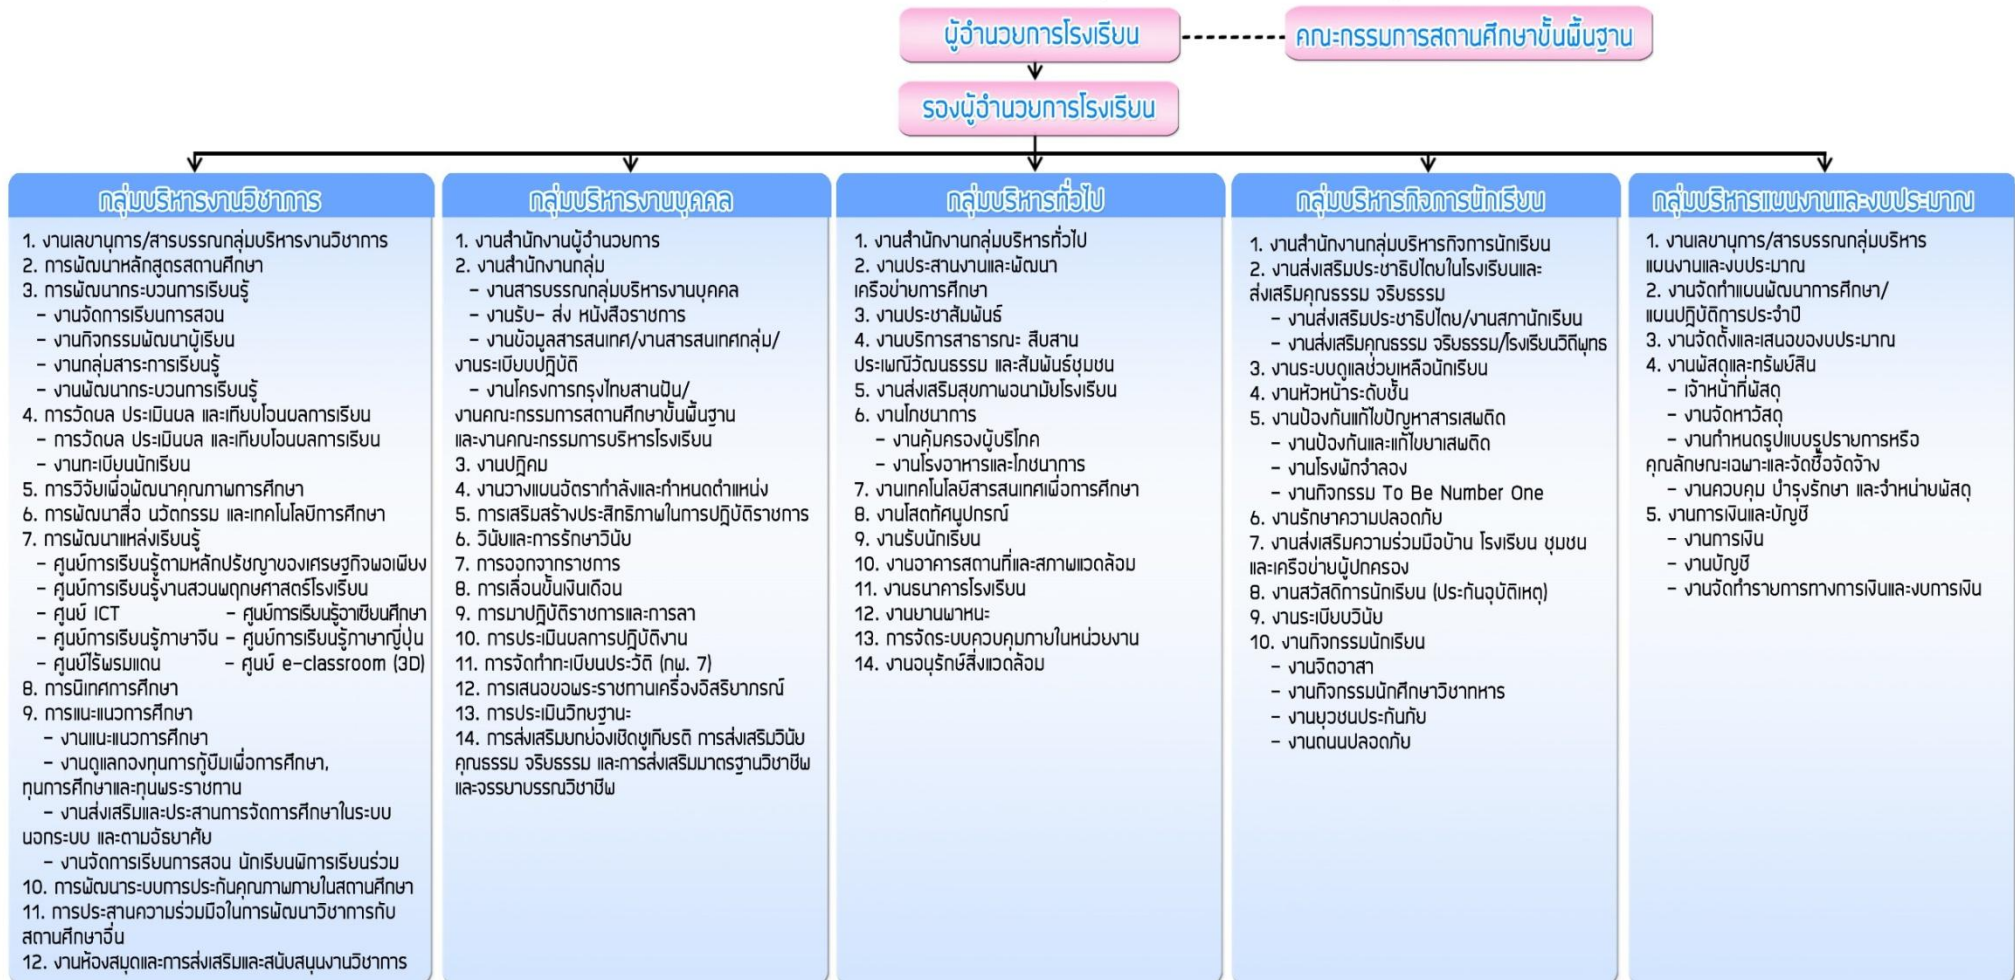 ผู้อำนวยการโรงเรียน
คณะกรรมการสถานศึกษาขั้นพื้นฐาน
รองผู้อำนวยการโรงเรียน
กลุ่มบริหารงานวิชาการ
1. งานเลขานุการ/สารบรรณกลุ่มบริหารงานวิชาการ
2. การพัฒนาหลักสูตรสถานศึกษา
3. การพัฒนากระบวนการเรียนรู้
- งานจัดการเรียนการสอน
- งานกิจกรรมพัฒนาผู้เรียน
- งานกลุ่มสาระการเรียนรู้
- งานพัฒนากระบวนการเรียนรู้
4. การวัดผล ประเมินผล และเทียบโอนผลการเรียน
- การวัดผล ประเมินผล และเทียบโอนผลการเรียน
- งานทะเบียนนักเรียน
5. การวิจัยเพื่อพัฒนาคุณภาพการศึกษา
6. การพัฒนาสื่อ นวัตกรรม และเทคโนโลยีการศึกษา
7. การพัฒนาแหล่งเรียนรู้
- ศูนย์การเรียนรู้ตามหลักปรัชญาของเศรษฐกิจพอเพียง
- ศูนย์การเรียนรู้งานสวนพฤกษศาสตร์โรงเรียน
- ศูนย์ ICT - ศูนย์การเรียนรู้อาเซียนศึกษา
- ศูนย์การเรียนรู้ภาษาจีน - ศูนย์การเรียนรู้ภาษาญี่ปุ่น
- ศูนย์ไร้พรมแดน - ศูนย์ e-classroom (3D)
8. การนิเทศการศึกษา
9. การแนะแนวการศึกษา
- งานแนะแนวการศึกษา
- งานดูแลกองทุนการกู้ยืมเพื่อการศึกษา,
ทุนการศึกษาและทุนพระราชทาน
- งานส่งเสริมและประสานการจัดการศึกษาในระบบ
นอกระบบ และตามอัธยาศัย
- งานจัดการเรียนการสอน นักเรียนพิการเรียนร่วม
10. การพัฒนาระบบการประกันคุณภาพภายในสถานศึกษา
11. การประสานความร่วมมือในการพัฒนาวิชาการกับ
สถานศึกษาอื่น
12. งานห้องสมุดและการส่งเสริมและสนับสนุนงานวิชาการ
กลุ่มบริหารงานบุคคล
1. งานสำนักงานผู้อำนวยการ
2. งานสำนักงานกลุ่ม
- งานสารบรรณกลุ่มบริหารงานบุคคล
- งานรับ- ส่ง หนังสือราชการ
- งานข้อมูลสารสนเทศ/งานสารสนเทศกลุ่ม/
งานระเบียบปฏิบัติ
- งานโครงการกรุงไทยสานฝัน/
งานคณะกรรมการสถานศึกษาขั้นพื้นฐาน
และงานคณะกรรมการบริหารโรงเรียน
3. งานปฏิคม
4. งานวางแผนอัตรากำลังและกำหนดตำแหน่ง
5. การเสริมสร้างประสิทธิภาพในการปฏิบัติราชการ
6. วินัยและการรักษาวินัย
7. การออกจากราชการ
8. การเลื่อนขั้นเงินเดือน
9. การมาปฏิบัติราชการและการลา
10. การประเมินผลการปฏิบัติงาน
11. การจัดทำทะเบียนประวัติ (กพ. 7)
12. การเสนอขอพระราชทานเครื่องอิสริยาภรณ์
13. การประเมินวิทยฐานะ
14. การส่งเสริมยกย่องเชิดชูเกียรติ การส่งเสริมวินัย
คุณธรรม จริยธรรม และการส่งเสริมมาตรฐานวิชาชีพ
และจรรยาบรรณวิชาชีพ
กลุ่มบริหารทั่วไป
1. งานสำนักงานกลุ่มบริหารทั่วไป
2. งานประสานงานและพัฒนา
เครือข่ายการศึกษา
3. งานประชาสัมพันธ์
4. งานบริการสาธารณะ สืบสาน
ประเพณีวัฒนธรรม และสัมพันธ์ชุมชน
5. งานส่งเสริมสุขภาพอนามัยโรงเรียน
6. งานโภชนาการ
- งานคุ้มครองผู้บริโภค
- งานโรงอาหารและโภชนาการ
7. งานเทคโนโลยีสารสนเทศเพื่อการศึกษา
8. งานโสตทัศนูปกรณ์
9. งานรับนักเรียน
10. งานอาคารสถานที่และสภาพแวดล้อม
11. งานธนาคารโรงเรียน
12. งานยานพาหนะ
13. การจัดระบบควบคุมภายในหน่วยงาน
14. งานอนุรักษ์สิ่งแวดล้อม
กลุ่มบริหารกิจการนักเรียน
1. งานสำนักงานกลุ่มบริหารกิจการนักเรียน
2. งานส่งเสริมประชาธิปไตยในโรงเรียนและ
ส่งเสริมคุณธรรม จริยธรรม
- งานส่งเสริมประชาธิปไตย/งานสภานักเรียน
- งานส่งเสริมคุณธรรม จริยธรรม/โรงเรียนวิถีพุทธ
3. งานระบบดูแลช่วยเหลือนักเรียน
4. งานหัวหน้าระดับชั้น
5. งานป้องกันแก้ไขปัญหาสารเสพติด
- งานป้องกันและแก้ไขยาเสพติด
- งานโรงพักจำลอง
- งานกิจกรรม To Be Number One
6. งานรักษาความปลอดภัย
7. งานส่งเสริมความร่วมมือบ้าน โรงเรียน ชุมชน
และเครือข่ายผู้ปกครอง
8. งานสวัสดิการนักเรียน (ประกันอุบัติเหตุ)
9. งานระเบียบวินัย
10. งานกิจกรรมนักเรียน
- งานจิตอาสา
- งานกิจกรรมนักศึกษาวิชาทหาร
- งานยุวชนประกันภัย
- งานถนนปลอดภัย
กลุ่มบริหารแผนงานและงบประมาณ
1. งานเลขานุการ/สารบรรณกลุ่มบริหาร
แผนงานและงบประมาณ
2. งานจัดทำแผนพัฒนาการศึกษา/
แผนปฏิบัติการประจำปี
3. งานจัดตั้งและเสนอของบประมาณ
4. งานพัสดุและทรัพย์สิน
- เจ้าหน้าที่พัสดุ
- งานจัดหาวัสดุ
- งานกำหนดรูปแบบรูปรายการหรือ
คุณลักษณะเฉพาะและจัดซื้อจัดจ้าง
- งานควบคุม บำรุงรักษา และจำหน่ายพัสดุ
5. งานการเงินและบัญชี
- งานการเงิน
- งานบัญชี
- งานจัดทำรายการทางการเงินและงบการเงิน